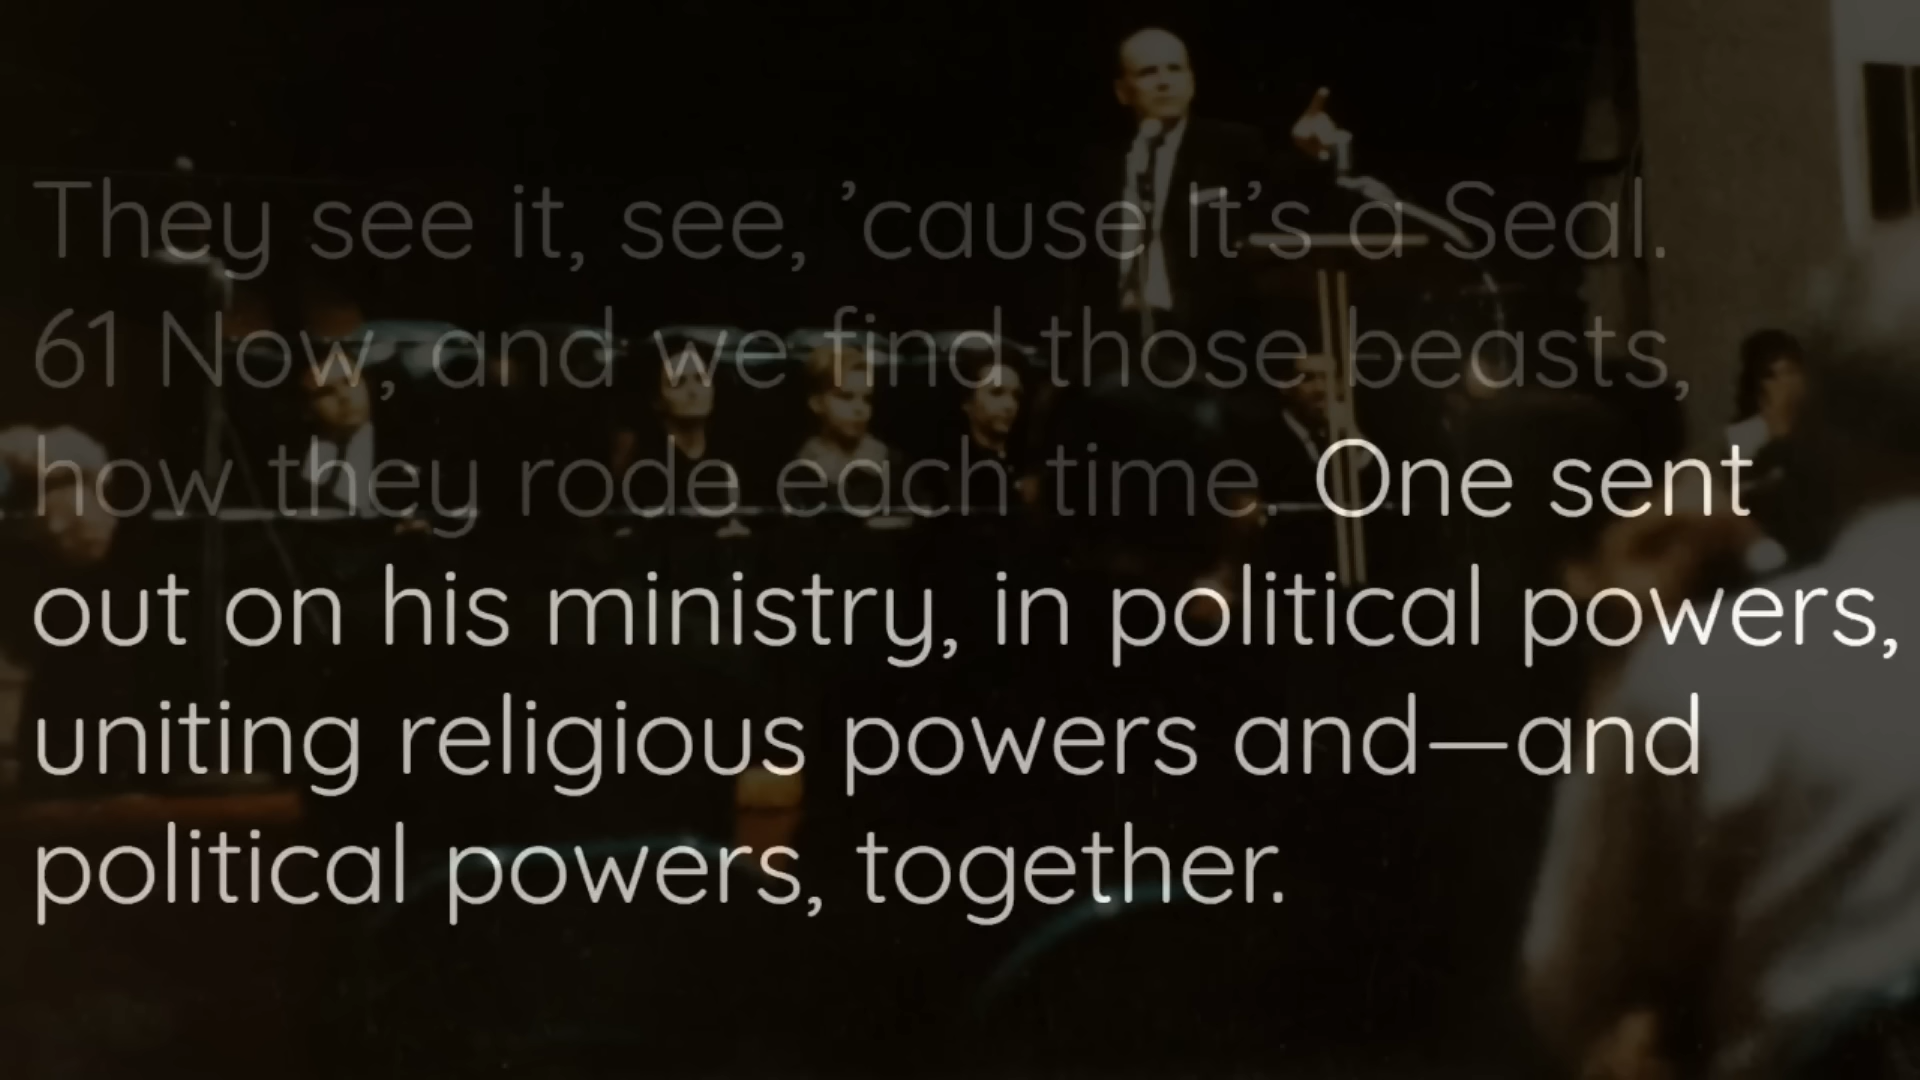 They see it, see, ’cause It’s a Seal.
61 Now, and we find those beasts,
how they rode each time. One sent
out on his ministry, in political powers,
uniting religious powers and—and
political powers, together.